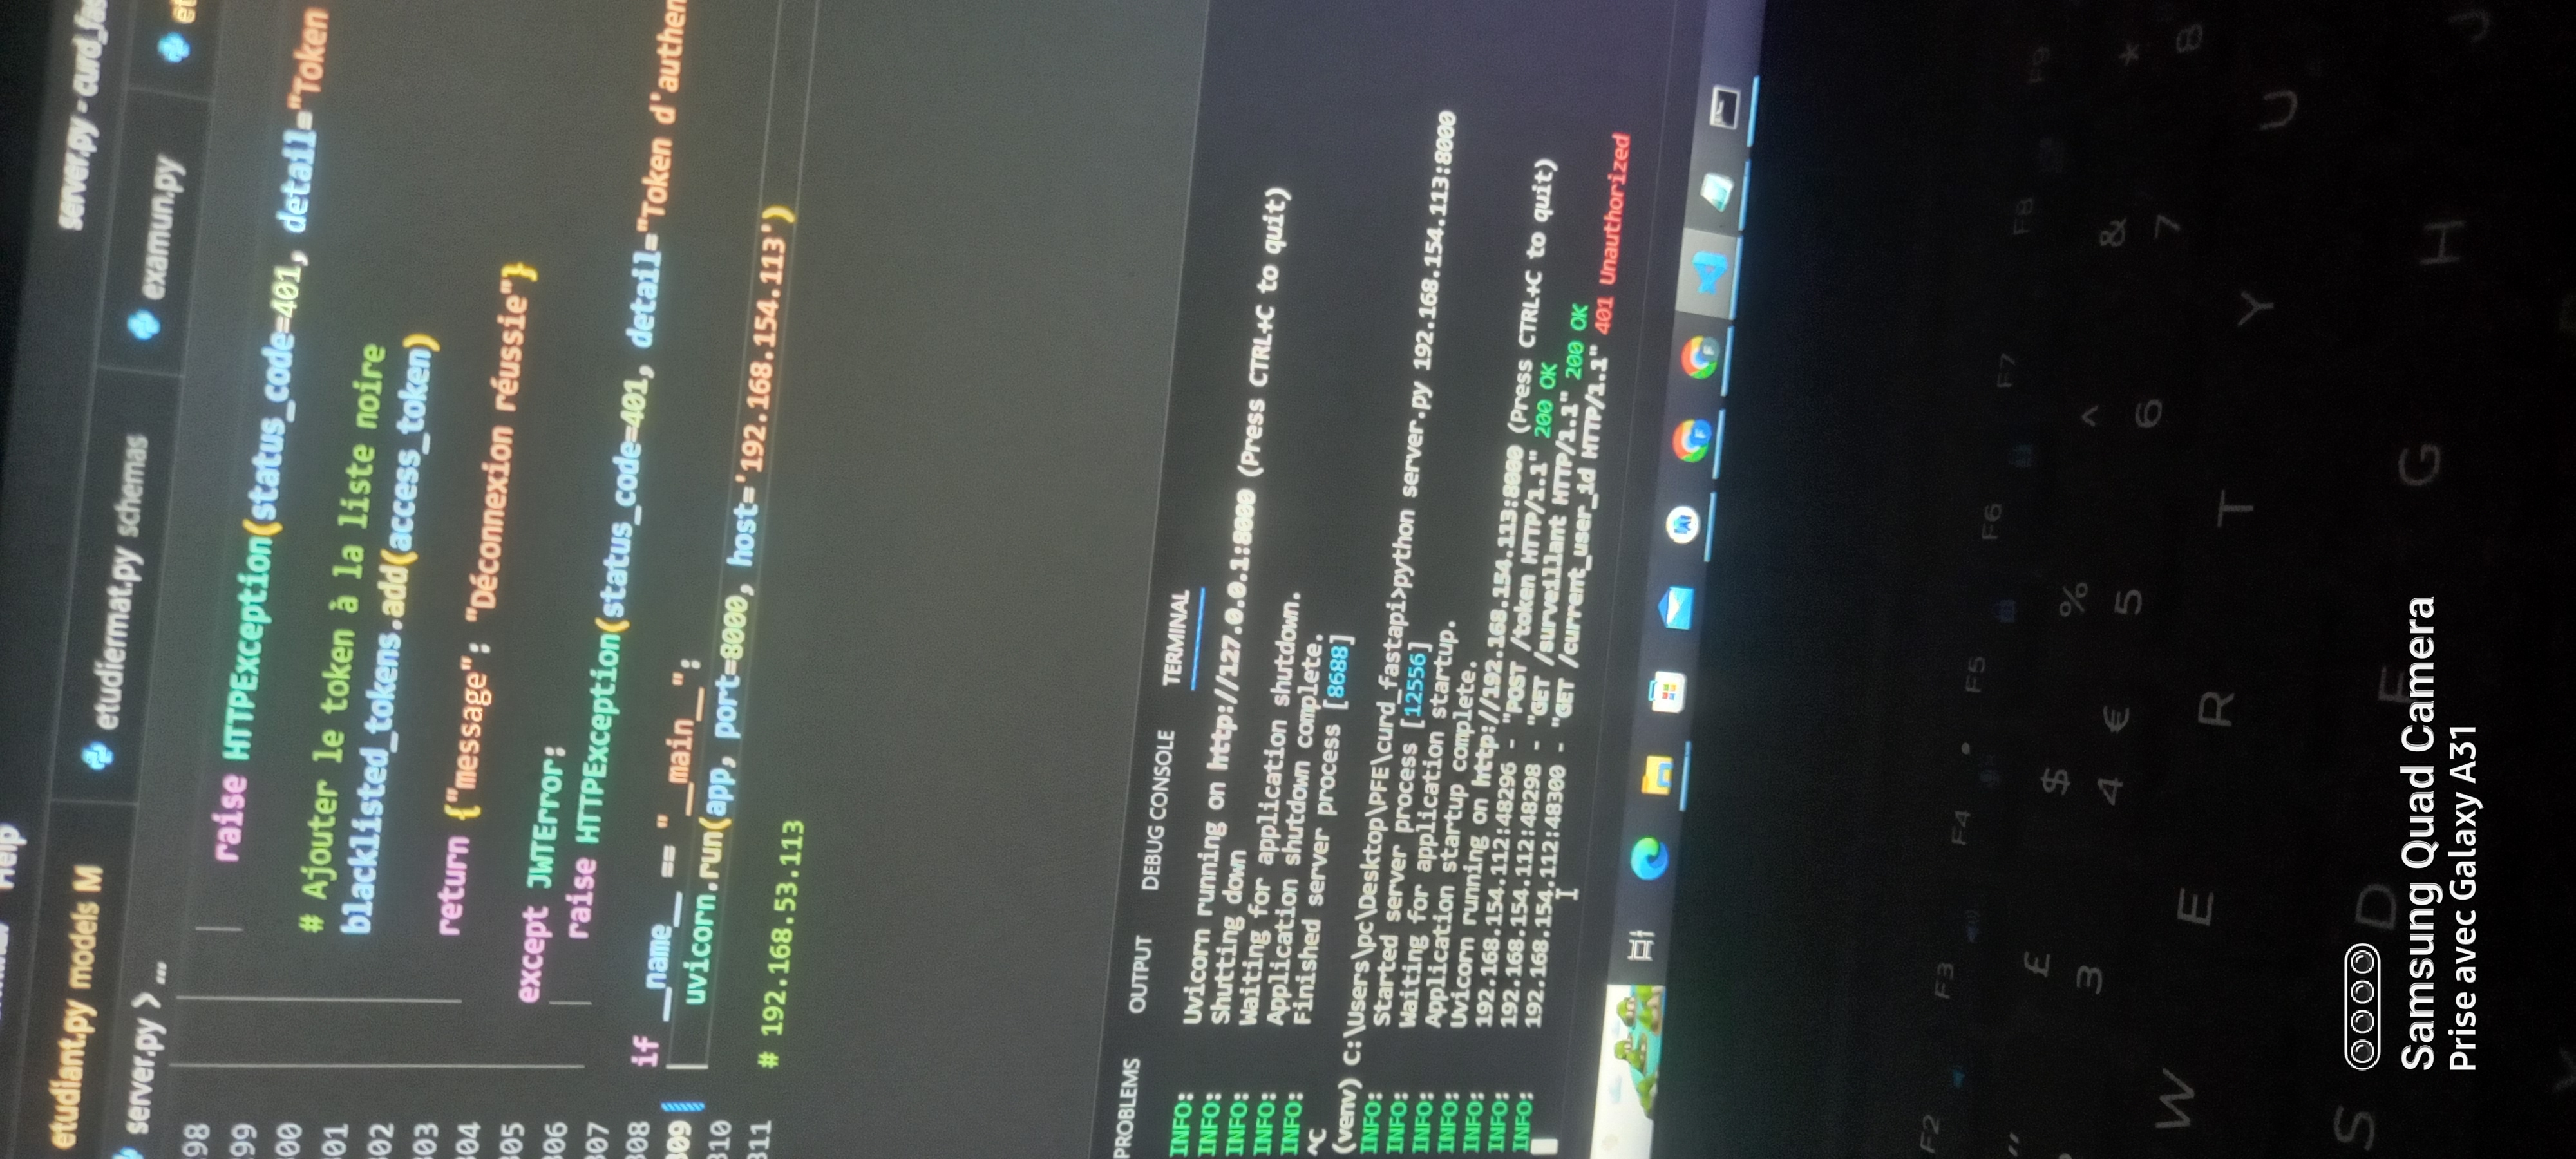 Help
server.py - curd_fas
etudiant.py models M
etudiermat.py schemas
examun.py
et
server.py > ...
98
99
raise HTTPException(status_code=401, detail="Token
00
01
# Ajouter le token à la liste noire
02
blacklisted_tokens.add(access_token)
03
04
return {"message": "Déconnexion réussie"}
05
306
except JWTError:
307
raise HTTPException(status_code=401, detail="Token d'authen
308
if __name__ == "__main__":
309
uvicorn.run(app, port=8000, host='192.168.154.113')
310
311
# 192.168.53.113
PROBLEMS OUTPUT DEBUG CONSOLE TERMINAL
INFO: Uvicorn running on http://127.0.0.1:8000 (Press CTRL+C to quit)
INFO: Shutting down
INFO: Waiting for application shutdown.
INFO: Application shutdown complete.
INFO: Finished server process [8688]
^C
(venv) C:\Users\pc\Desktop\PFE\curd_fastapi>python server.py 192.168.154.113:8000
INFO: Started server process [12556]
INFO: Waiting for application startup.
INFO: Application startup complete.
INFO: Uvicorn running on http://192.168.154.113:8000 (Press CTRL+C to quit)
INFO: 192.168.154.112:48296 - "POST /token HTTP/1.1" 200 OK
INFO: 192.168.154.112:48298 - "GET /surveillant HTTP/1.1" 200 OK
INFO: 192.168.154.112:48300 - "GET /current_user_id HTTP/1.1" 401 Unauthorized
F2 F3 F4 F5 F6 F7 F8 F9
" £ $ % ^ & *
3 4 € 5 6 7 8
W E R T Y U
S D F G H J
Samsung Quad Camera
Prise avec Galaxy A31